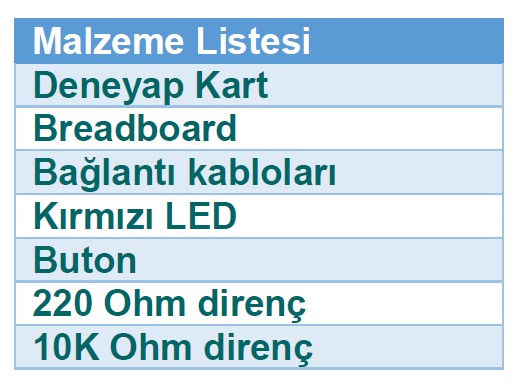 Malzeme Listesi
Deneyap Kart
Breadboard
Bağlantı kabloları
Kırmızı LED
Buton
220 Ohm direnç
10K Ohm direnç